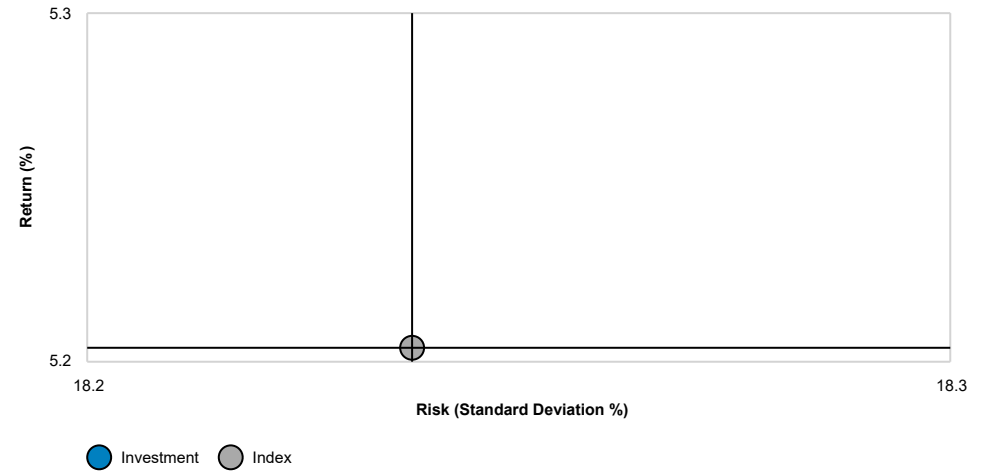 5.3
Return (%)
5.2
18.2
18.3
Risk (Standard Deviation %)
Investment
Index